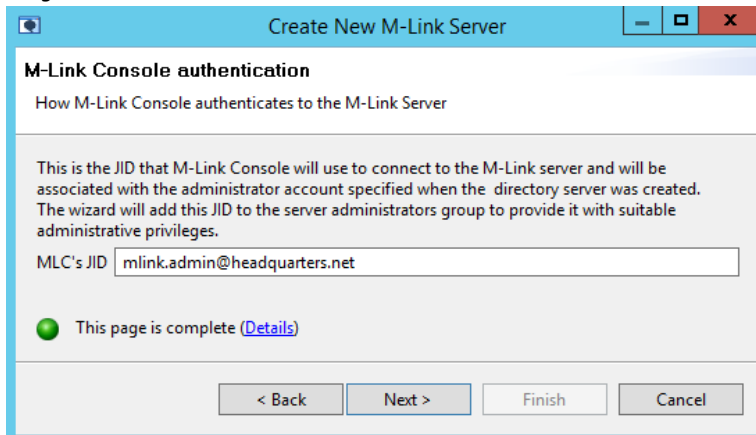 Create New M-Link Server
M-Link Console authentication
How M-Link Console authenticates to the M-Link Server
This is the JID that M-Link Console will use to connect to the M-Link server and will be
associated with the administrator account specified when the directory server was created.
The wizard will add this JID to the server administrators group to provide it with suitable
administrative privileges.
MLC's JID mlink.admin@headquarters.net
This page is complete (Details)
< Back Next > Finish Cancel